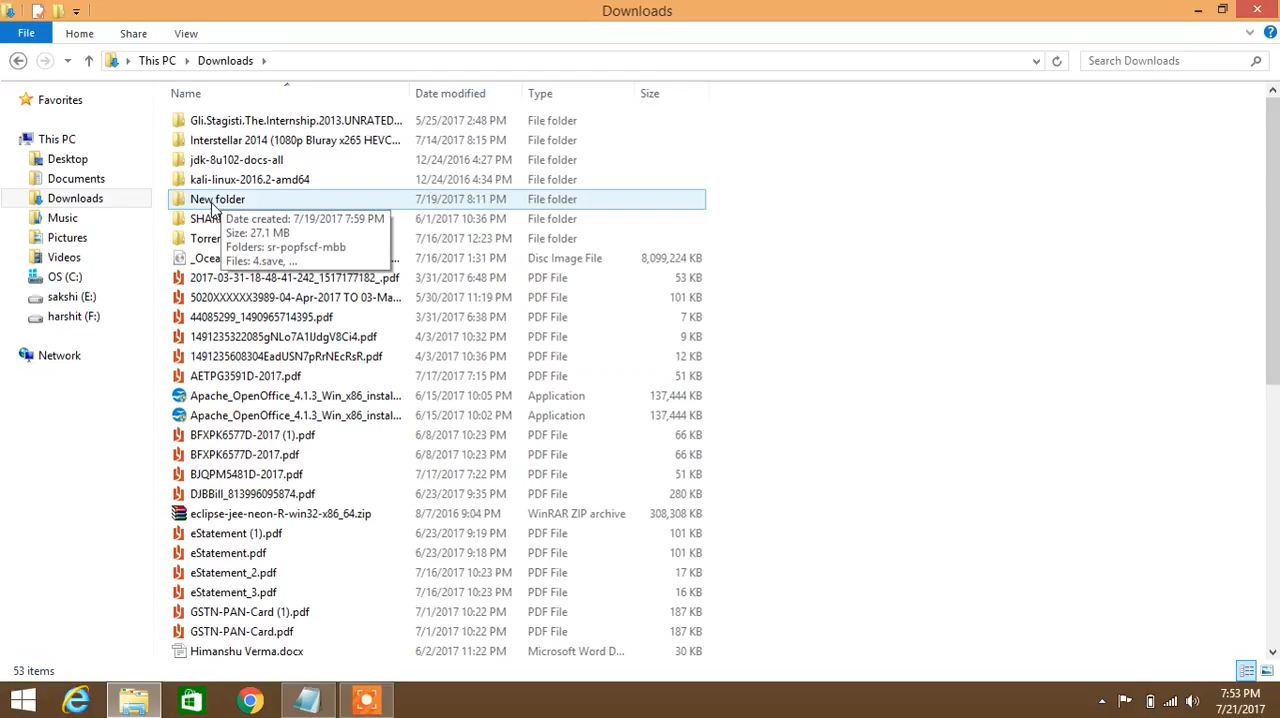 Downloads
File Home Share View
This PC Downloads Search Downloads
Name Date modified Type Size
Favorites
This PC
Desktop
Documents
Downloads
Music
Pictures
Videos
OS (C:)
sakshi (E:)
harshit (F:)
Network
Gli.Stagisti.The.Internship.2013.UNRATED... 5/25/2017 2:48 PM File folder
Interstellar 2014 (1080p Bluray x265 HEVC... 7/14/2017 8:15 PM File folder
jdk-8u102-docs-all 12/24/2016 4:27 PM File folder
kali-linux-2016.2-amd64 12/24/2016 4:34 PM File folder
New folder 7/19/2017 8:11 PM File folder
6/1/2017 10:36 PM File folder
7/16/2017 12:23 PM File folder
7/16/2017 1:31 PM Disc Image File 8,099,224 KB
Date created: 7/19/2017 7:59 PM
Size: 27.1 MB
Folders: sr-popfscf-mbb
Files: 4.save, ...
2017-03-31-18-48-41-242_1517177182_.pdf 3/31/2017 6:48 PM PDF File 53 KB
5020XXXXXX3989-04-Apr-2017 TO 03-Ma... 5/30/2017 11:19 PM PDF File 101 KB
44085299_1490965714395.pdf 3/31/2017 6:38 PM PDF File 7 KB
1491235322085gNLo7A1IJdgV8Ci4.pdf 4/3/2017 10:32 PM PDF File 9 KB
1491235608304EadUSN7pRrNEcRsR.pdf 4/3/2017 10:36 PM PDF File 12 KB
AETPG3591D-2017.pdf 7/17/2017 7:15 PM PDF File 51 KB
Apache_OpenOffice_4.1.3_Win_x86_instal... 6/15/2017 10:05 PM Application 137,444 KB
Apache_OpenOffice_4.1.3_Win_x86_instal... 6/15/2017 10:02 PM Application 137,444 KB
BFXPK6577D-2017 (1).pdf 6/8/2017 10:23 PM PDF File 66 KB
BFXPK6577D-2017.pdf 6/8/2017 10:23 PM PDF File 66 KB
BJQPM5481D-2017.pdf 7/17/2017 7:22 PM PDF File 51 KB
DJBBill_813996095874.pdf 6/23/2017 9:35 PM PDF File 280 KB
eclipse-jee-neon-R-win32-x86_64.zip 8/7/2016 9:04 PM WinRAR ZIP archive 308,308 KB
eStatement (1).pdf 6/23/2017 9:19 PM PDF File 101 KB
eStatement.pdf 6/23/2017 9:18 PM PDF File 101 KB
eStatement_2.pdf 7/16/2017 10:23 PM PDF File 17 KB
eStatement_3.pdf 7/16/2017 10:23 PM PDF File 16 KB
GSTN-PAN-Card (1).pdf 7/1/2017 10:22 PM PDF File 187 KB
GSTN-PAN-Card.pdf 7/1/2017 10:22 PM PDF File 187 KB
Himanshu Verma.docx 6/2/2017 11:22 PM Microsoft Word D... 30 KB
53 items
7:53 PM
7/21/2017